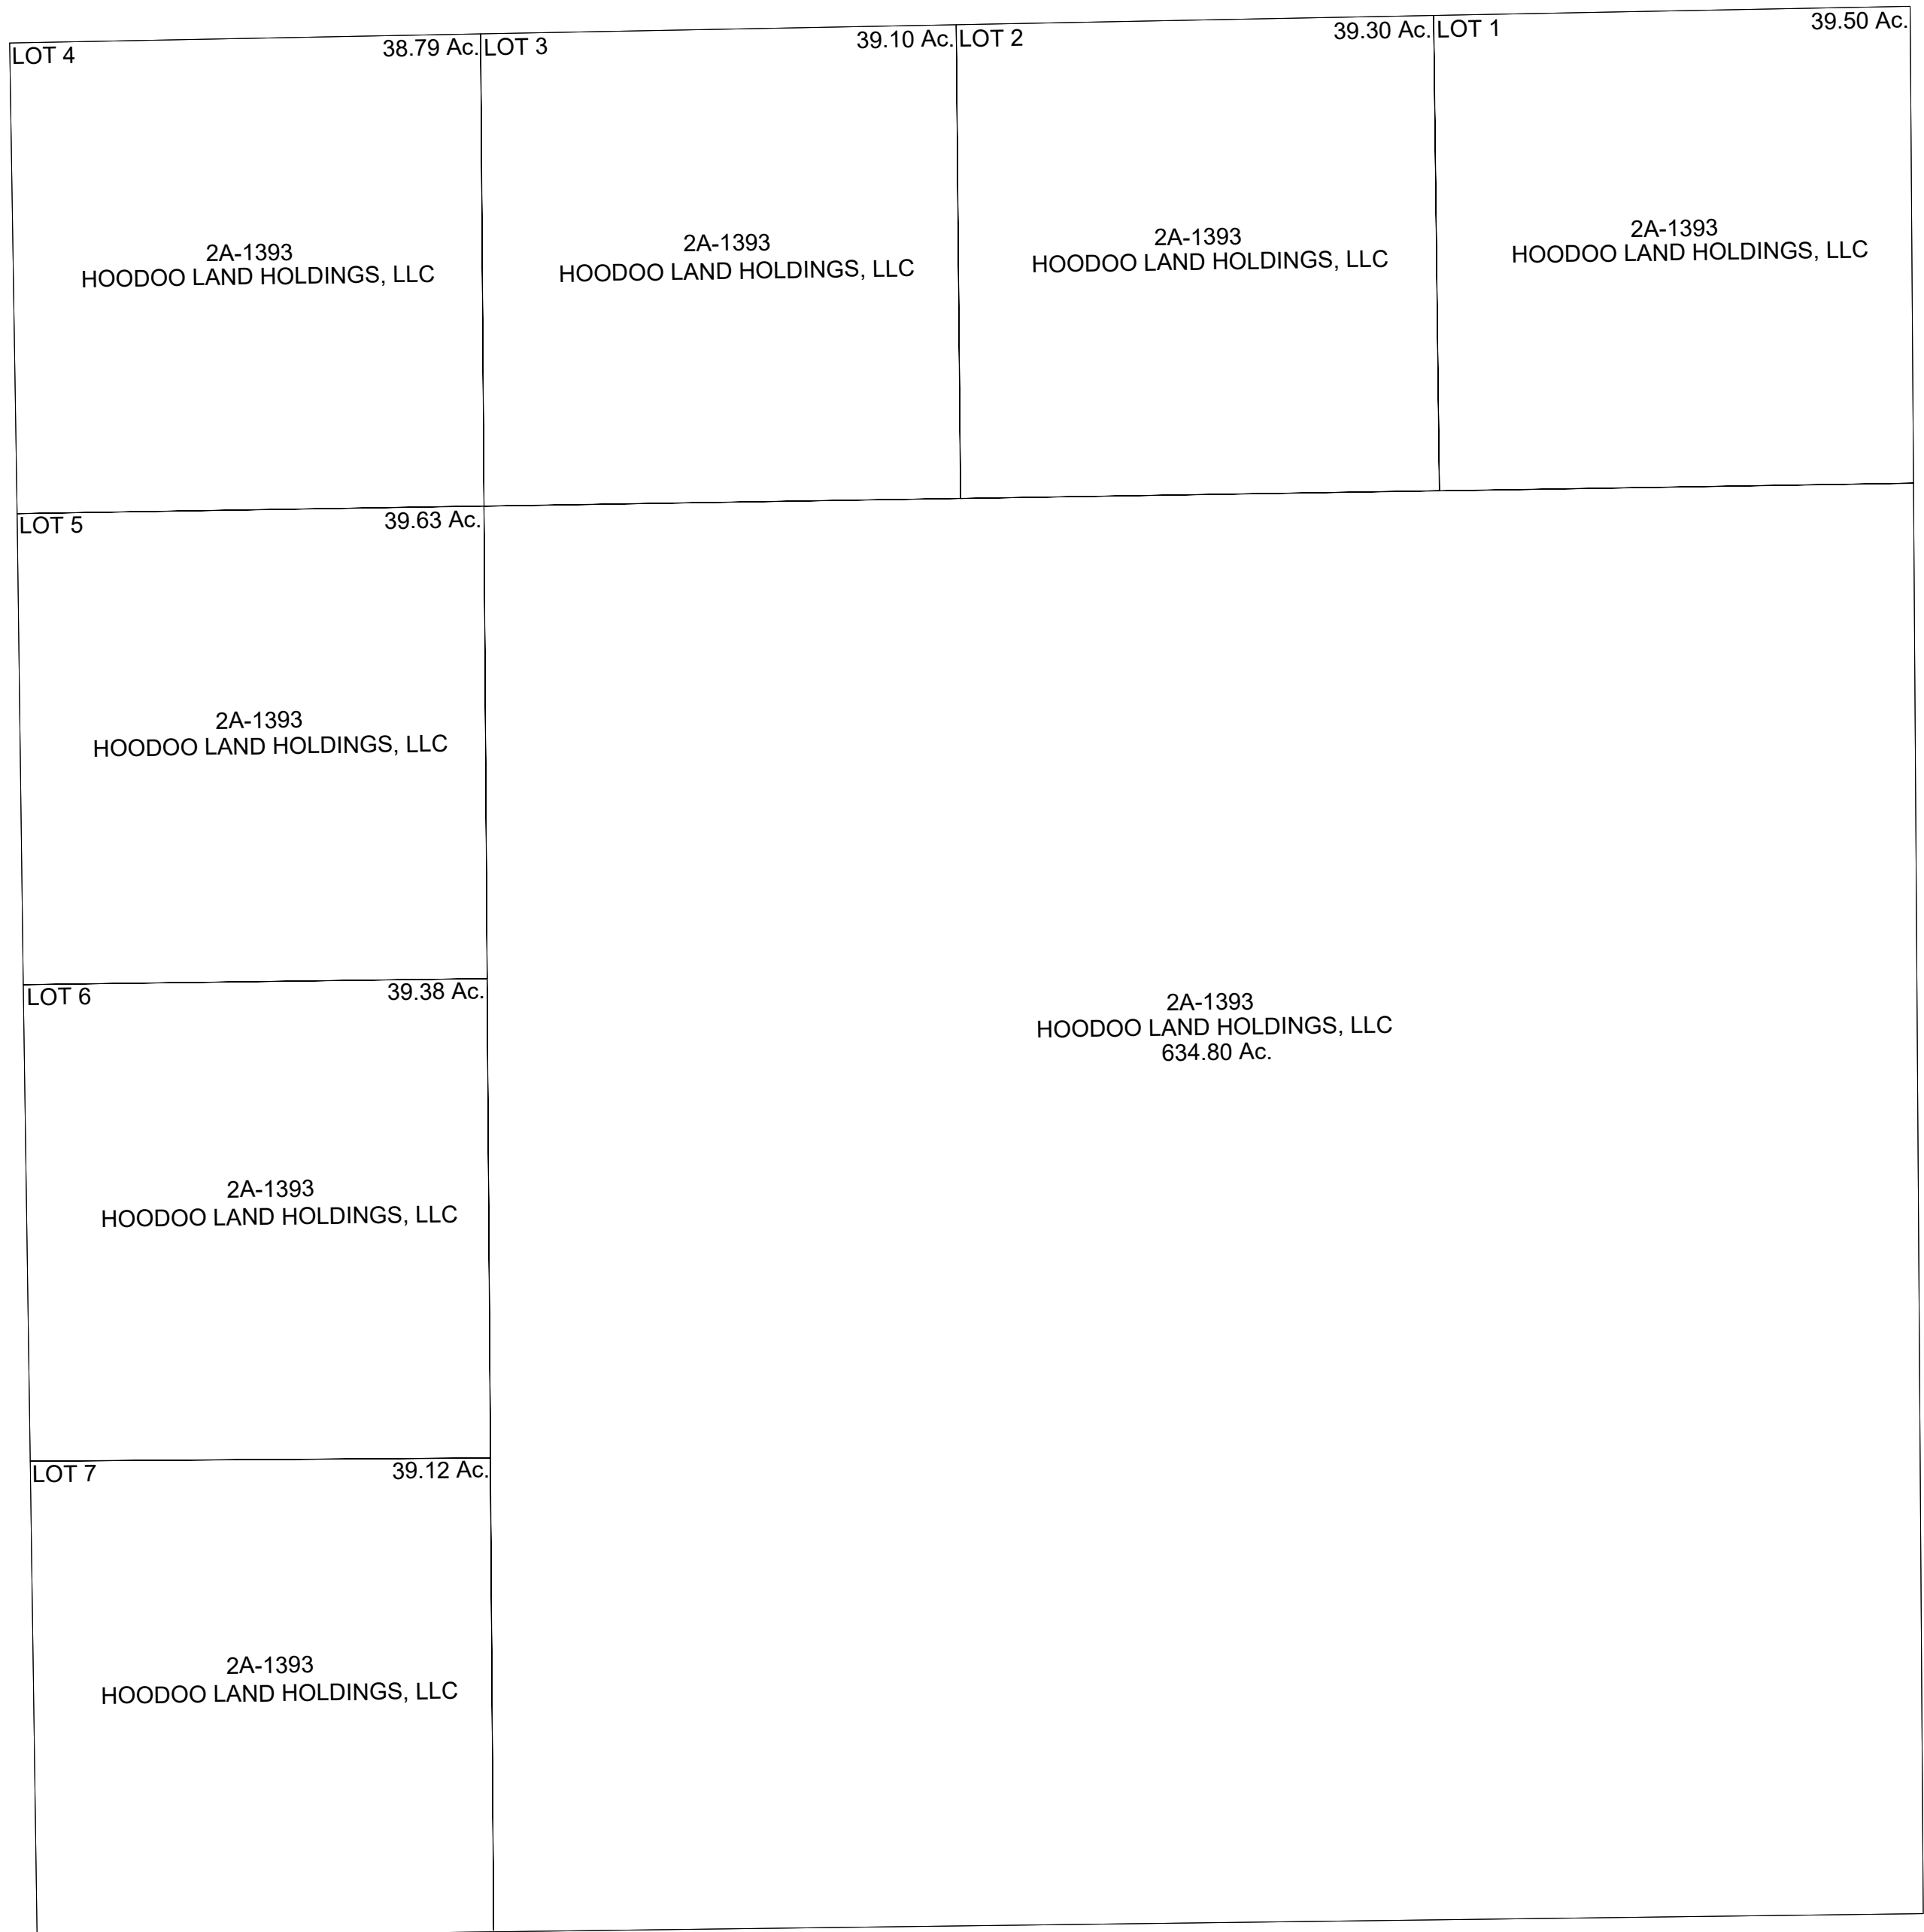 LOT 4
38.79 Ac.
2A-1393
HOODOO LAND HOLDINGS, LLC
LOT 3
39.10 Ac.
2A-1393
HOODOO LAND HOLDINGS, LLC
LOT 2
39.30 Ac.
2A-1393
HOODOO LAND HOLDINGS, LLC
LOT 1
39.50 Ac.
2A-1393
HOODOO LAND HOLDINGS, LLC
LOT 5
39.63 Ac.
2A-1393
HOODOO LAND HOLDINGS, LLC
LOT 6
39.38 Ac.
2A-1393
HOODOO LAND HOLDINGS, LLC
2A-1393
HOODOO LAND HOLDINGS, LLC
634.80 Ac.
LOT 7
39.12 Ac.
2A-1393
HOODOO LAND HOLDINGS, LLC